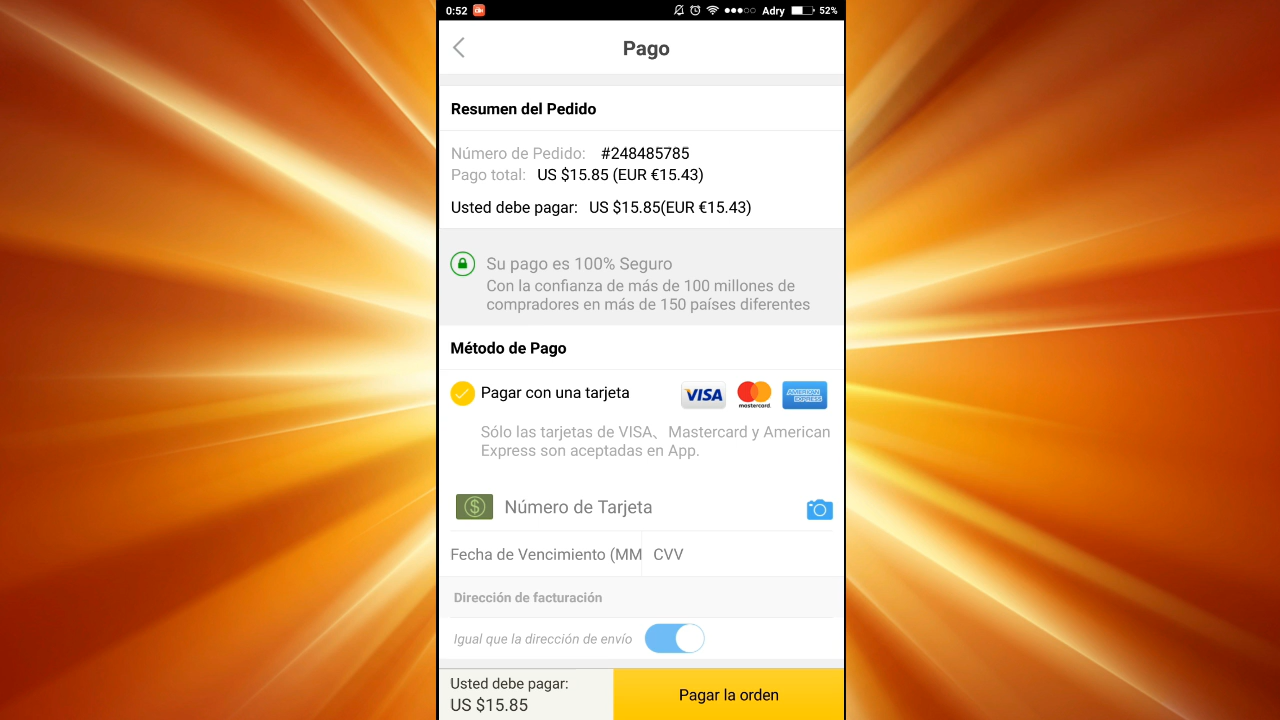 0:52 Adry 52%
Pago
Resumen del Pedido
Número de Pedido: #248485785
Pago total: US $15.85 (EUR €15.43)
Usted debe pagar: US $15.85(EUR €15.43)
Su pago es 100% Seguro
Con la confianza de más de 100 millones de
compradores en más de 150 países diferentes
Método de Pago
Pagar con una tarjeta VISA mastercard AMERICAN EXPRESS
Sólo las tarjetas de VISA、Mastercard y American
Express son aceptadas en App.
$ Número de Tarjeta
Fecha de Vencimiento (MM CVV
Dirección de facturación
Igual que la dirección de envío
Usted debe pagar:
US $15.85
Pagar la orden